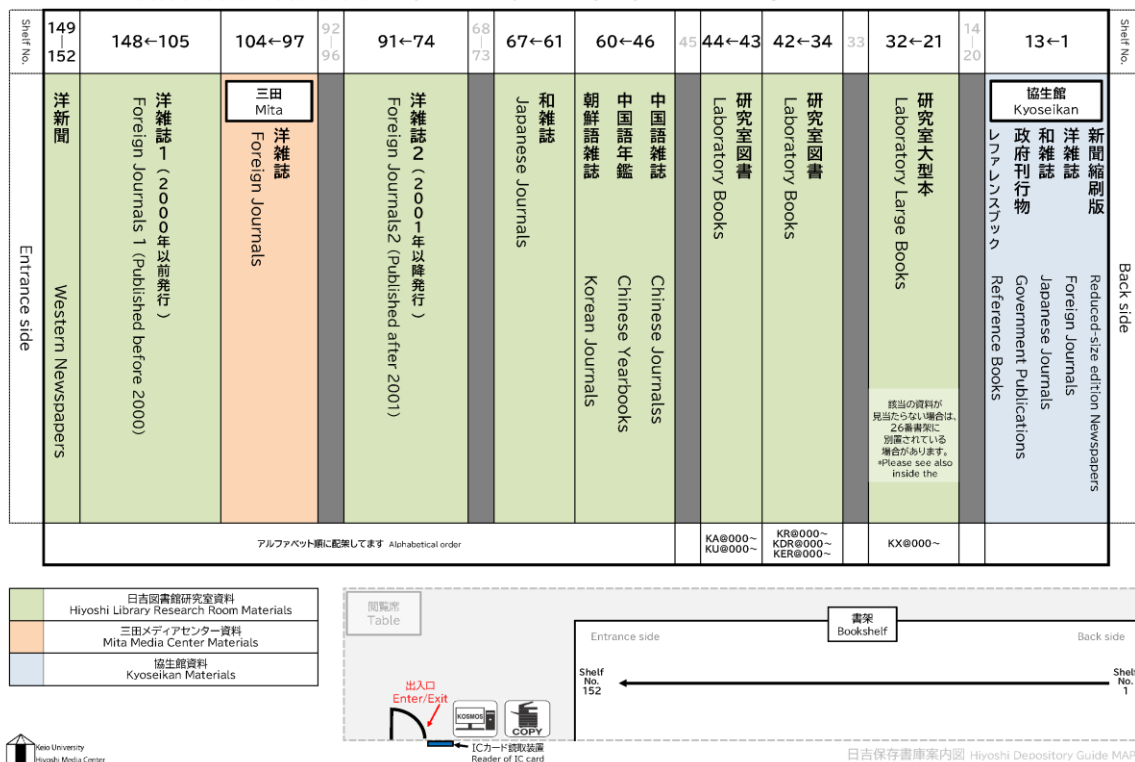 Shelf No.
149
|
152
148←105
104←97
92
|
96
91←74
68
|
73
67←61
60←46
45
44←43
42←34
33
32←21
14
|
20
13←1
Shelf No.
Entrance side
洋新聞 Western Newspapers
洋雑誌1(2000年以前発行)
Foreign Journals 1 (Published before 2000)
三田
Mita
洋雑誌
Foreign Journals
洋雑誌2(2001年以降発行)
Foreign Journals2 (Published after 2001)
和雑誌
Japanese Journals
中国語雑誌 Chinese Journalss
中国語年鑑 Chinese Yearbooks
朝鮮語雑誌 Korean Journals
研究室図書
Laboratory Books
研究室図書
Laboratory Books
研究室大型本
Laboratory Large Books
該当の資料が
見当たらない場合は、
26番書架に
別置されている
場合があります。
*Please see also
inside the
協生館
Kyoseikan
新聞縮刷版 Reduced-size edition Newspapers
洋雑誌 Foreign Journals
和雑誌 Japanese Journals
政府刊行物 Government Publications
レファレンスブック Reference Books
Back side
アルファベット順に配架してます Alphabetical order
KA@000~
KU@000~
KR@000~
KDR@000~
KER@000~
KX@000~
日吉図書館研究室資料
Hiyoshi Library Research Room Materials
三田メディアセンター資料
Mita Media Center Materials
協生館資料
Kyoseikan Materials
閲覧席
Table
書架
Bookshelf
Entrance side
Back side
Shelf
No.
152
Shelf
No.
1
出入口
Enter/Exit
KOSMOS
COPY
ICカード読取装置
Reader of IC card
Keio University
Hiyoshi Media Center
日吉保存書庫案内図 Hiyoshi Depository Guide MAP